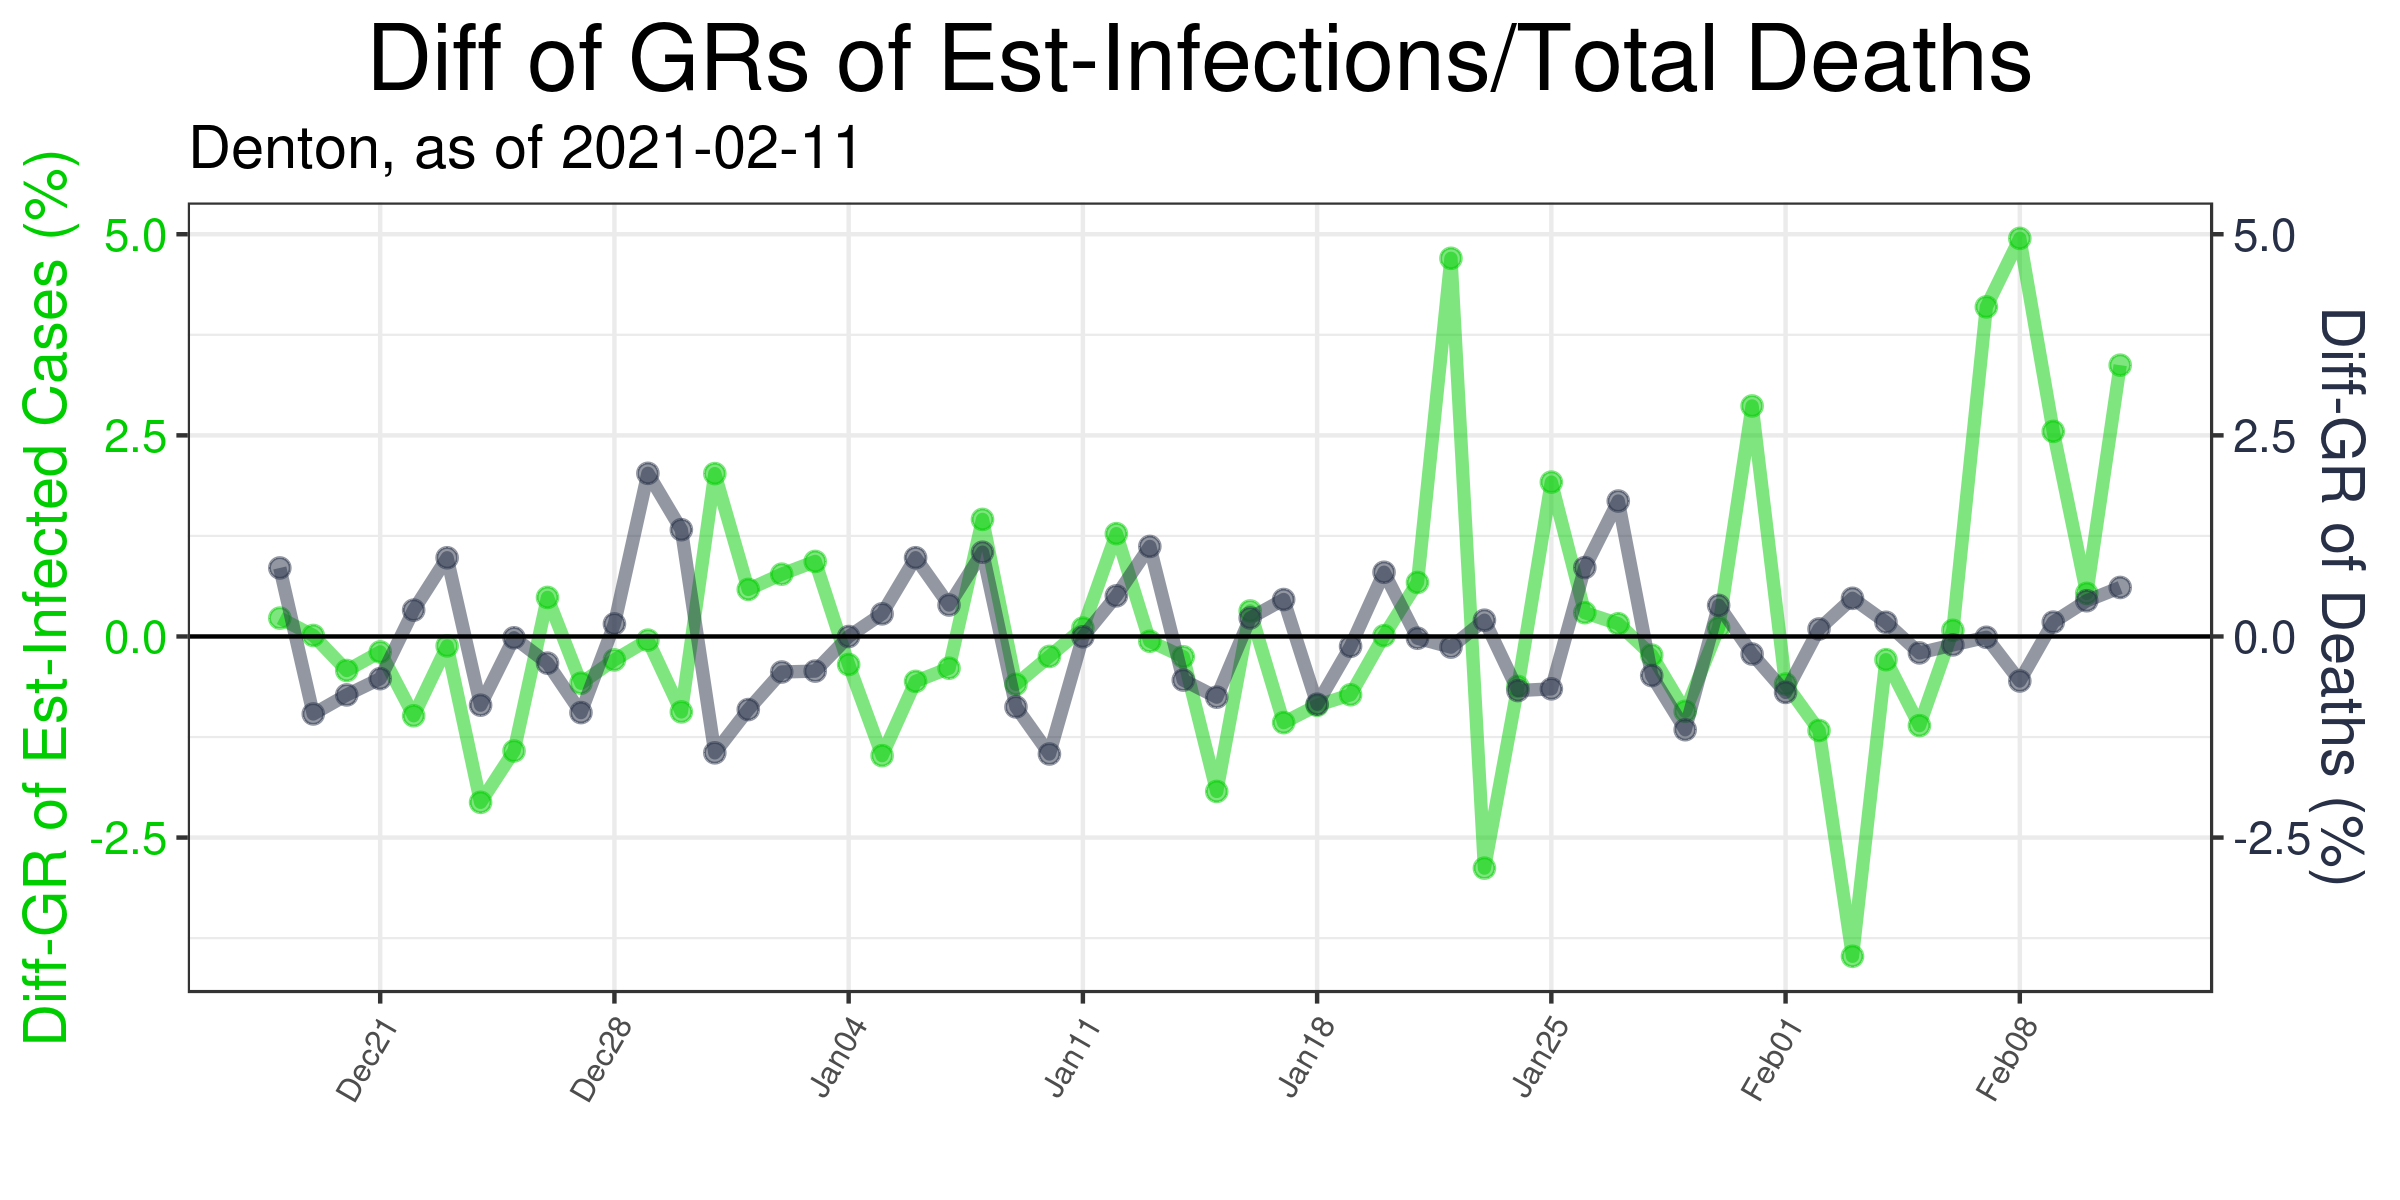 Diff of GRs of Est-Infections/Total Deaths
Denton, as of 2021-02-11
Diff-GR of Est-Infected Cases (%)
5.0
2.5
0.0
-2.5
5.0
2.5
0.0
-2.5
Diff-GR of Deaths (%)
Dec21
Dec28
Jan04
Jan11
Jan18
Jan25
Feb01
Feb08